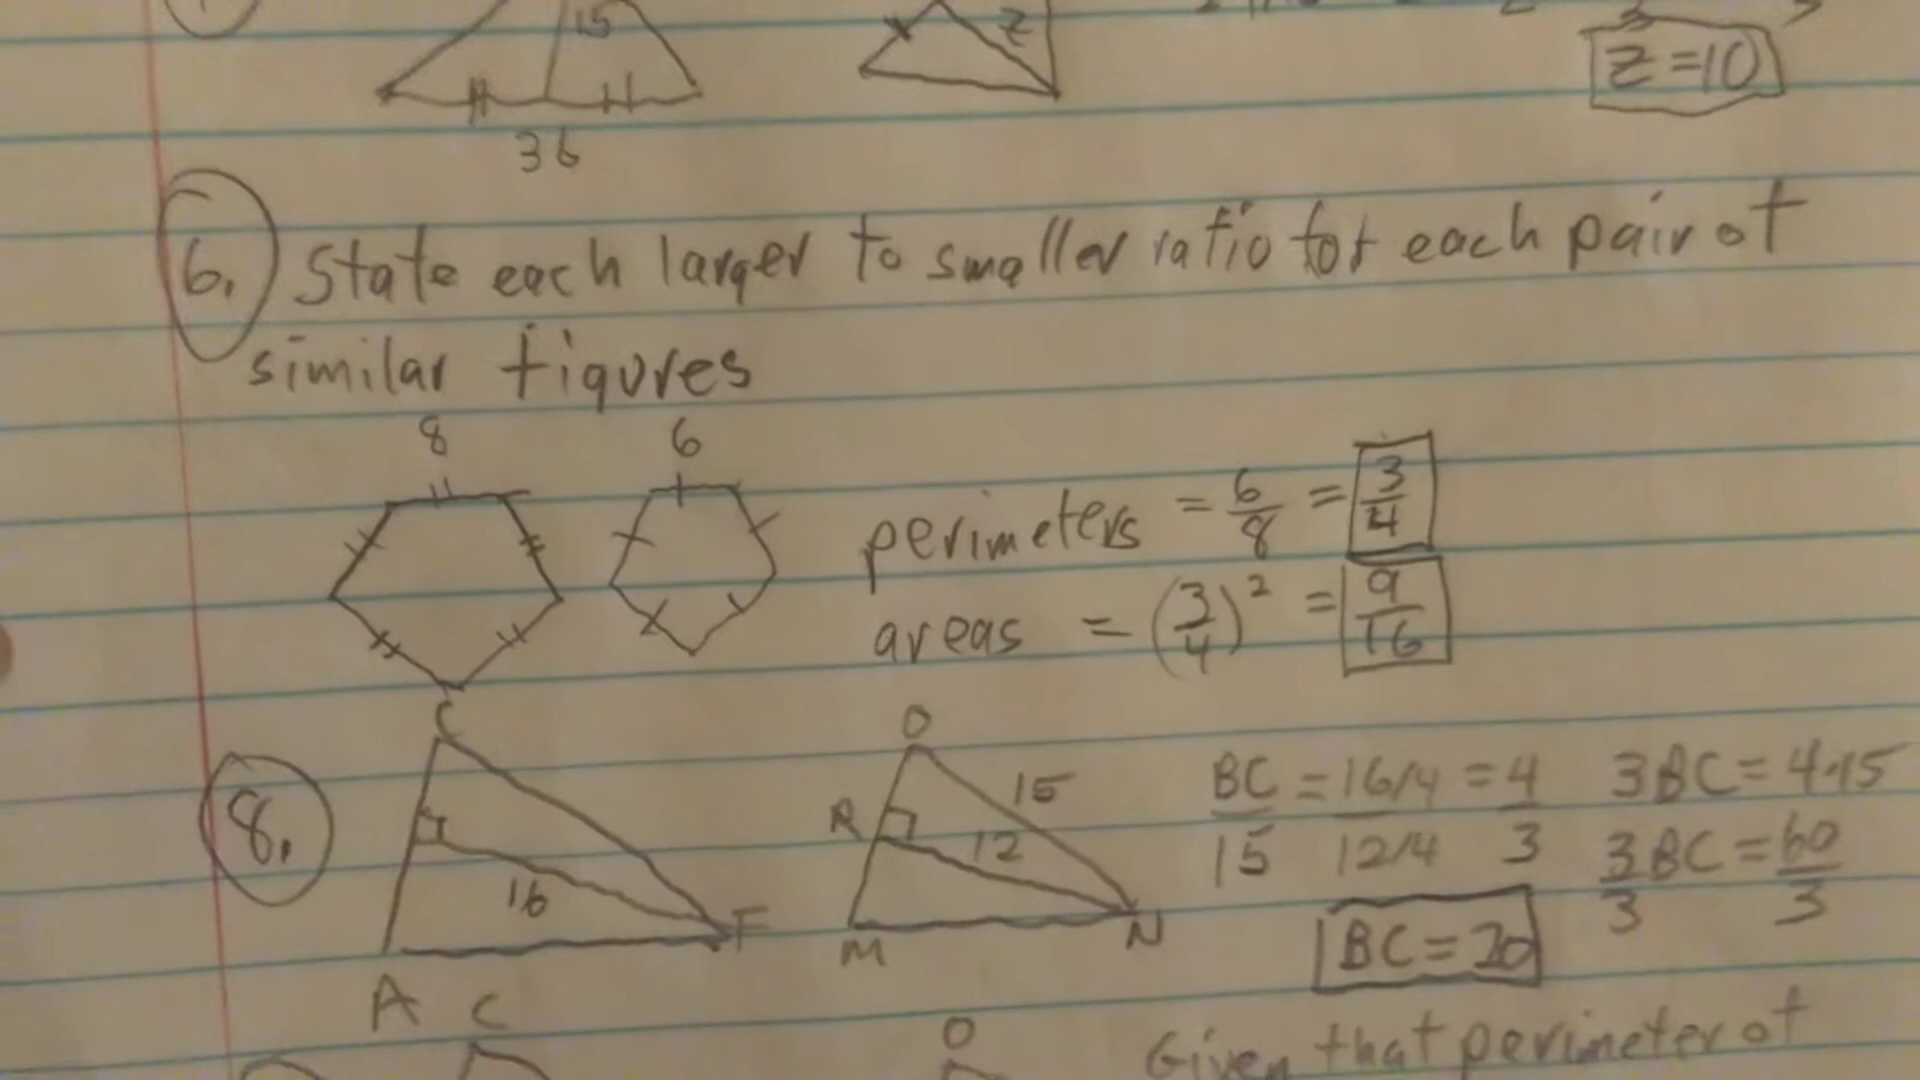 15
z
36
z = 10
6. State each larger to smaller ratio for each pair of
similar figures
8
6
perimeters = 6/8 = 3/4
areas = (3/4)² = 9/16
8.
C
16
A
F
O
R
15
12
M
N
BC/15 = 16/4 / 12/4 = 4/3
3BC = 4·15
3BC/3 = 60/3
BC = 20
C
O
Given that perimeter of